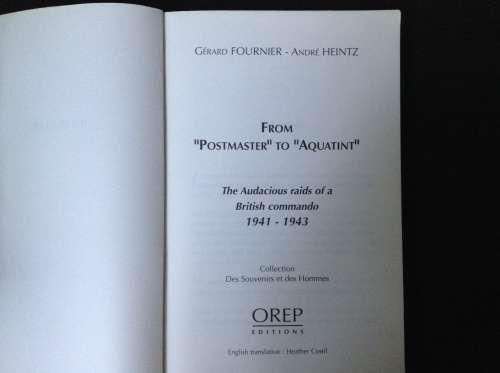 GÉRARD FOURNIER - ANDRÉ HEINTZ
FROM
"POSTMASTER" TO "AQUATINT"
The Audacious raids of a
British commando
1941 - 1943
Collection
Des Souvenirs et des Hommes
OREP
EDITIONS
English translation : Heather Costil